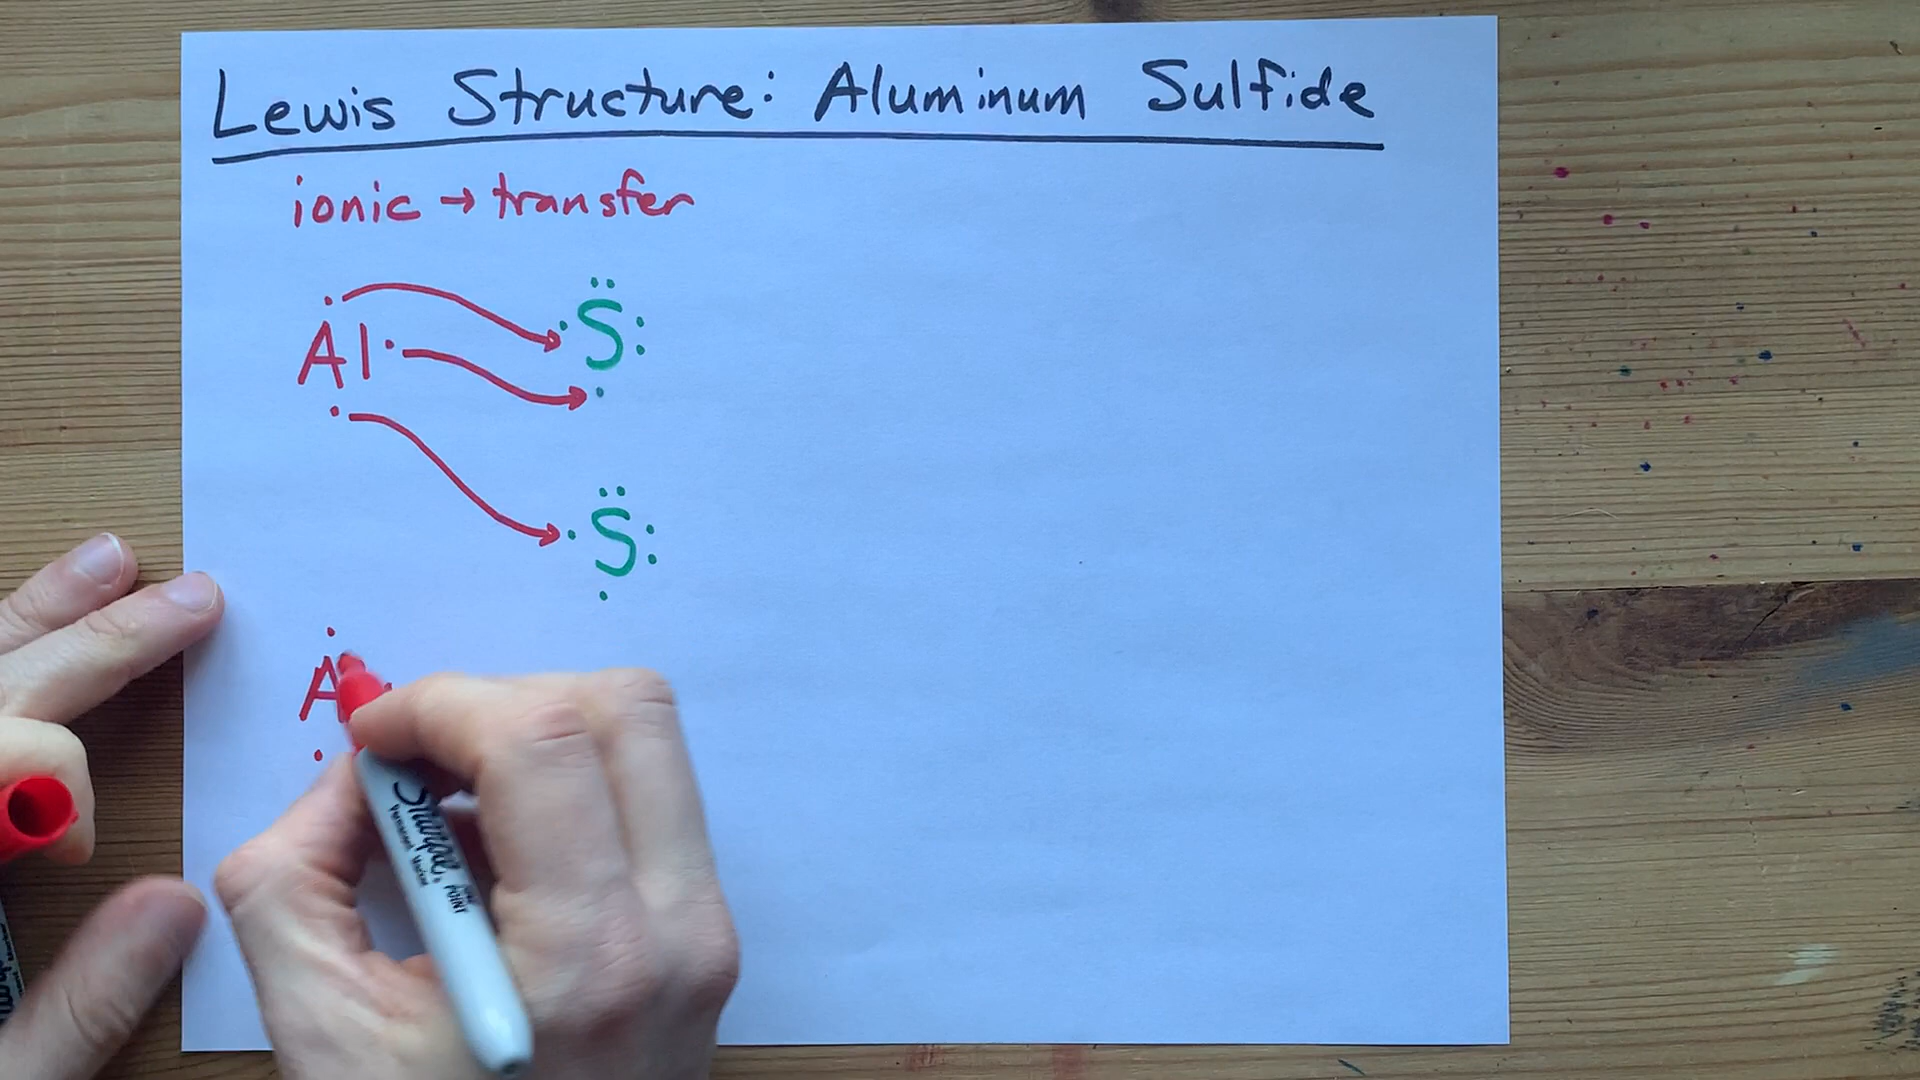 Lewis Structure: Aluminum Sulfide
ionic → transfer
Al
S
S
A
Sharpie